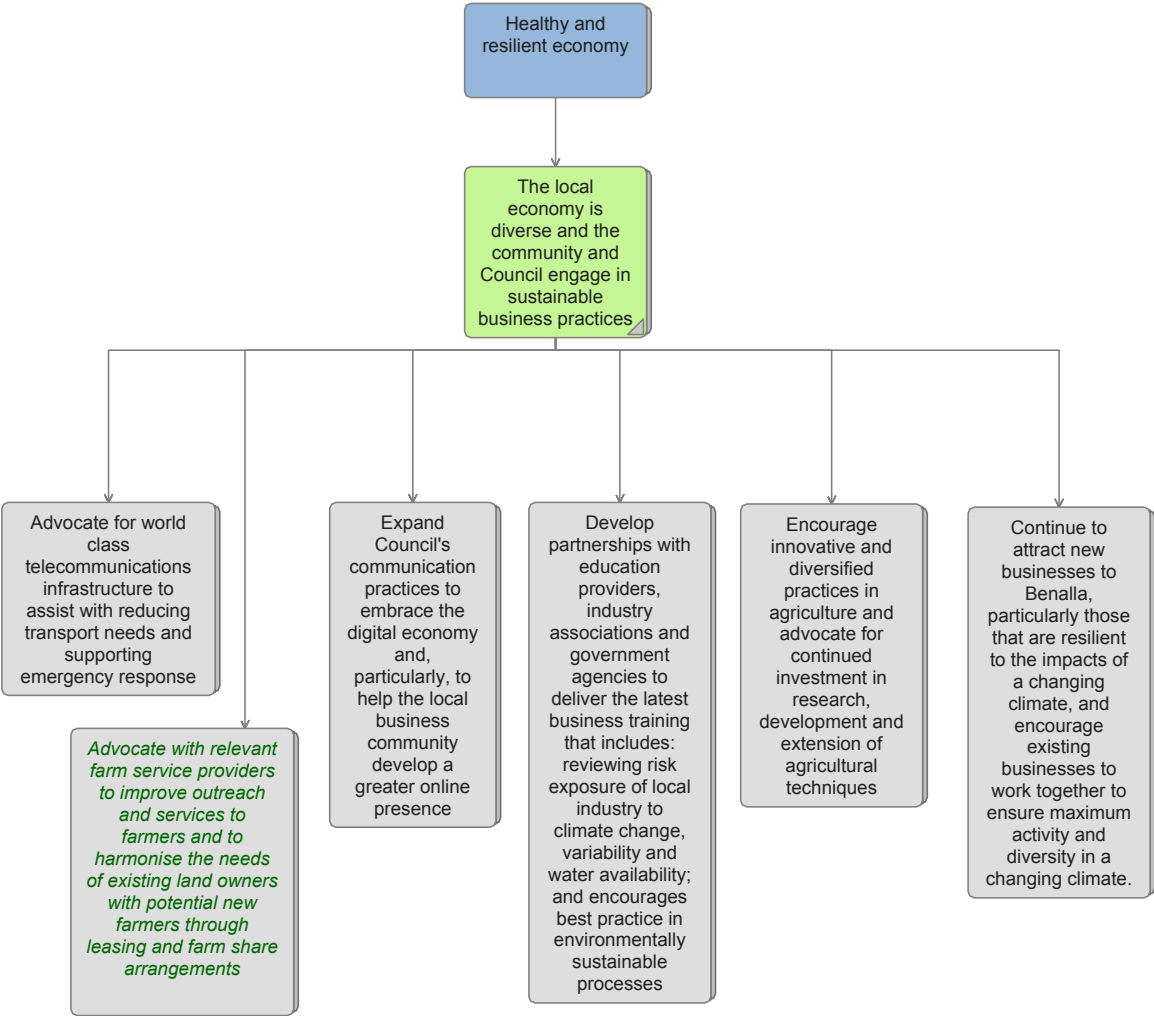 Healthy and
resilient economy
The local
economy is
diverse and the
community and
Council engage in
sustainable
business practices
Advocate for world
class
telecommunications
infrastructure to
assist with reducing
transport needs and
supporting
emergency response
Advocate with relevant
farm service providers
to improve outreach
and services to
farmers and to
harmonise the needs
of existing land owners
with potential new
farmers through
leasing and farm share
arrangements
Expand
Council's
communication
practices to
embrace the
digital economy
and,
particularly, to
help the local
business
community
develop a
greater online
presence
Develop
partnerships with
education
providers,
industry
associations and
government
agencies to
deliver the latest
business training
that includes:
reviewing risk
exposure of local
industry to
climate change,
variability and
water availability;
and encourages
best practice in
environmentally
sustainable
processes
Encourage
innovative and
diversified
practices in
agriculture and
advocate for
continued
investment in
research,
development and
extension of
agricultural
techniques
Continue to
attract new
businesses to
Benalla,
particularly those
that are resilient
to the impacts of
a changing
climate, and
encourage
existing
businesses to
work together to
ensure maximum
activity and
diversity in a
changing climate.